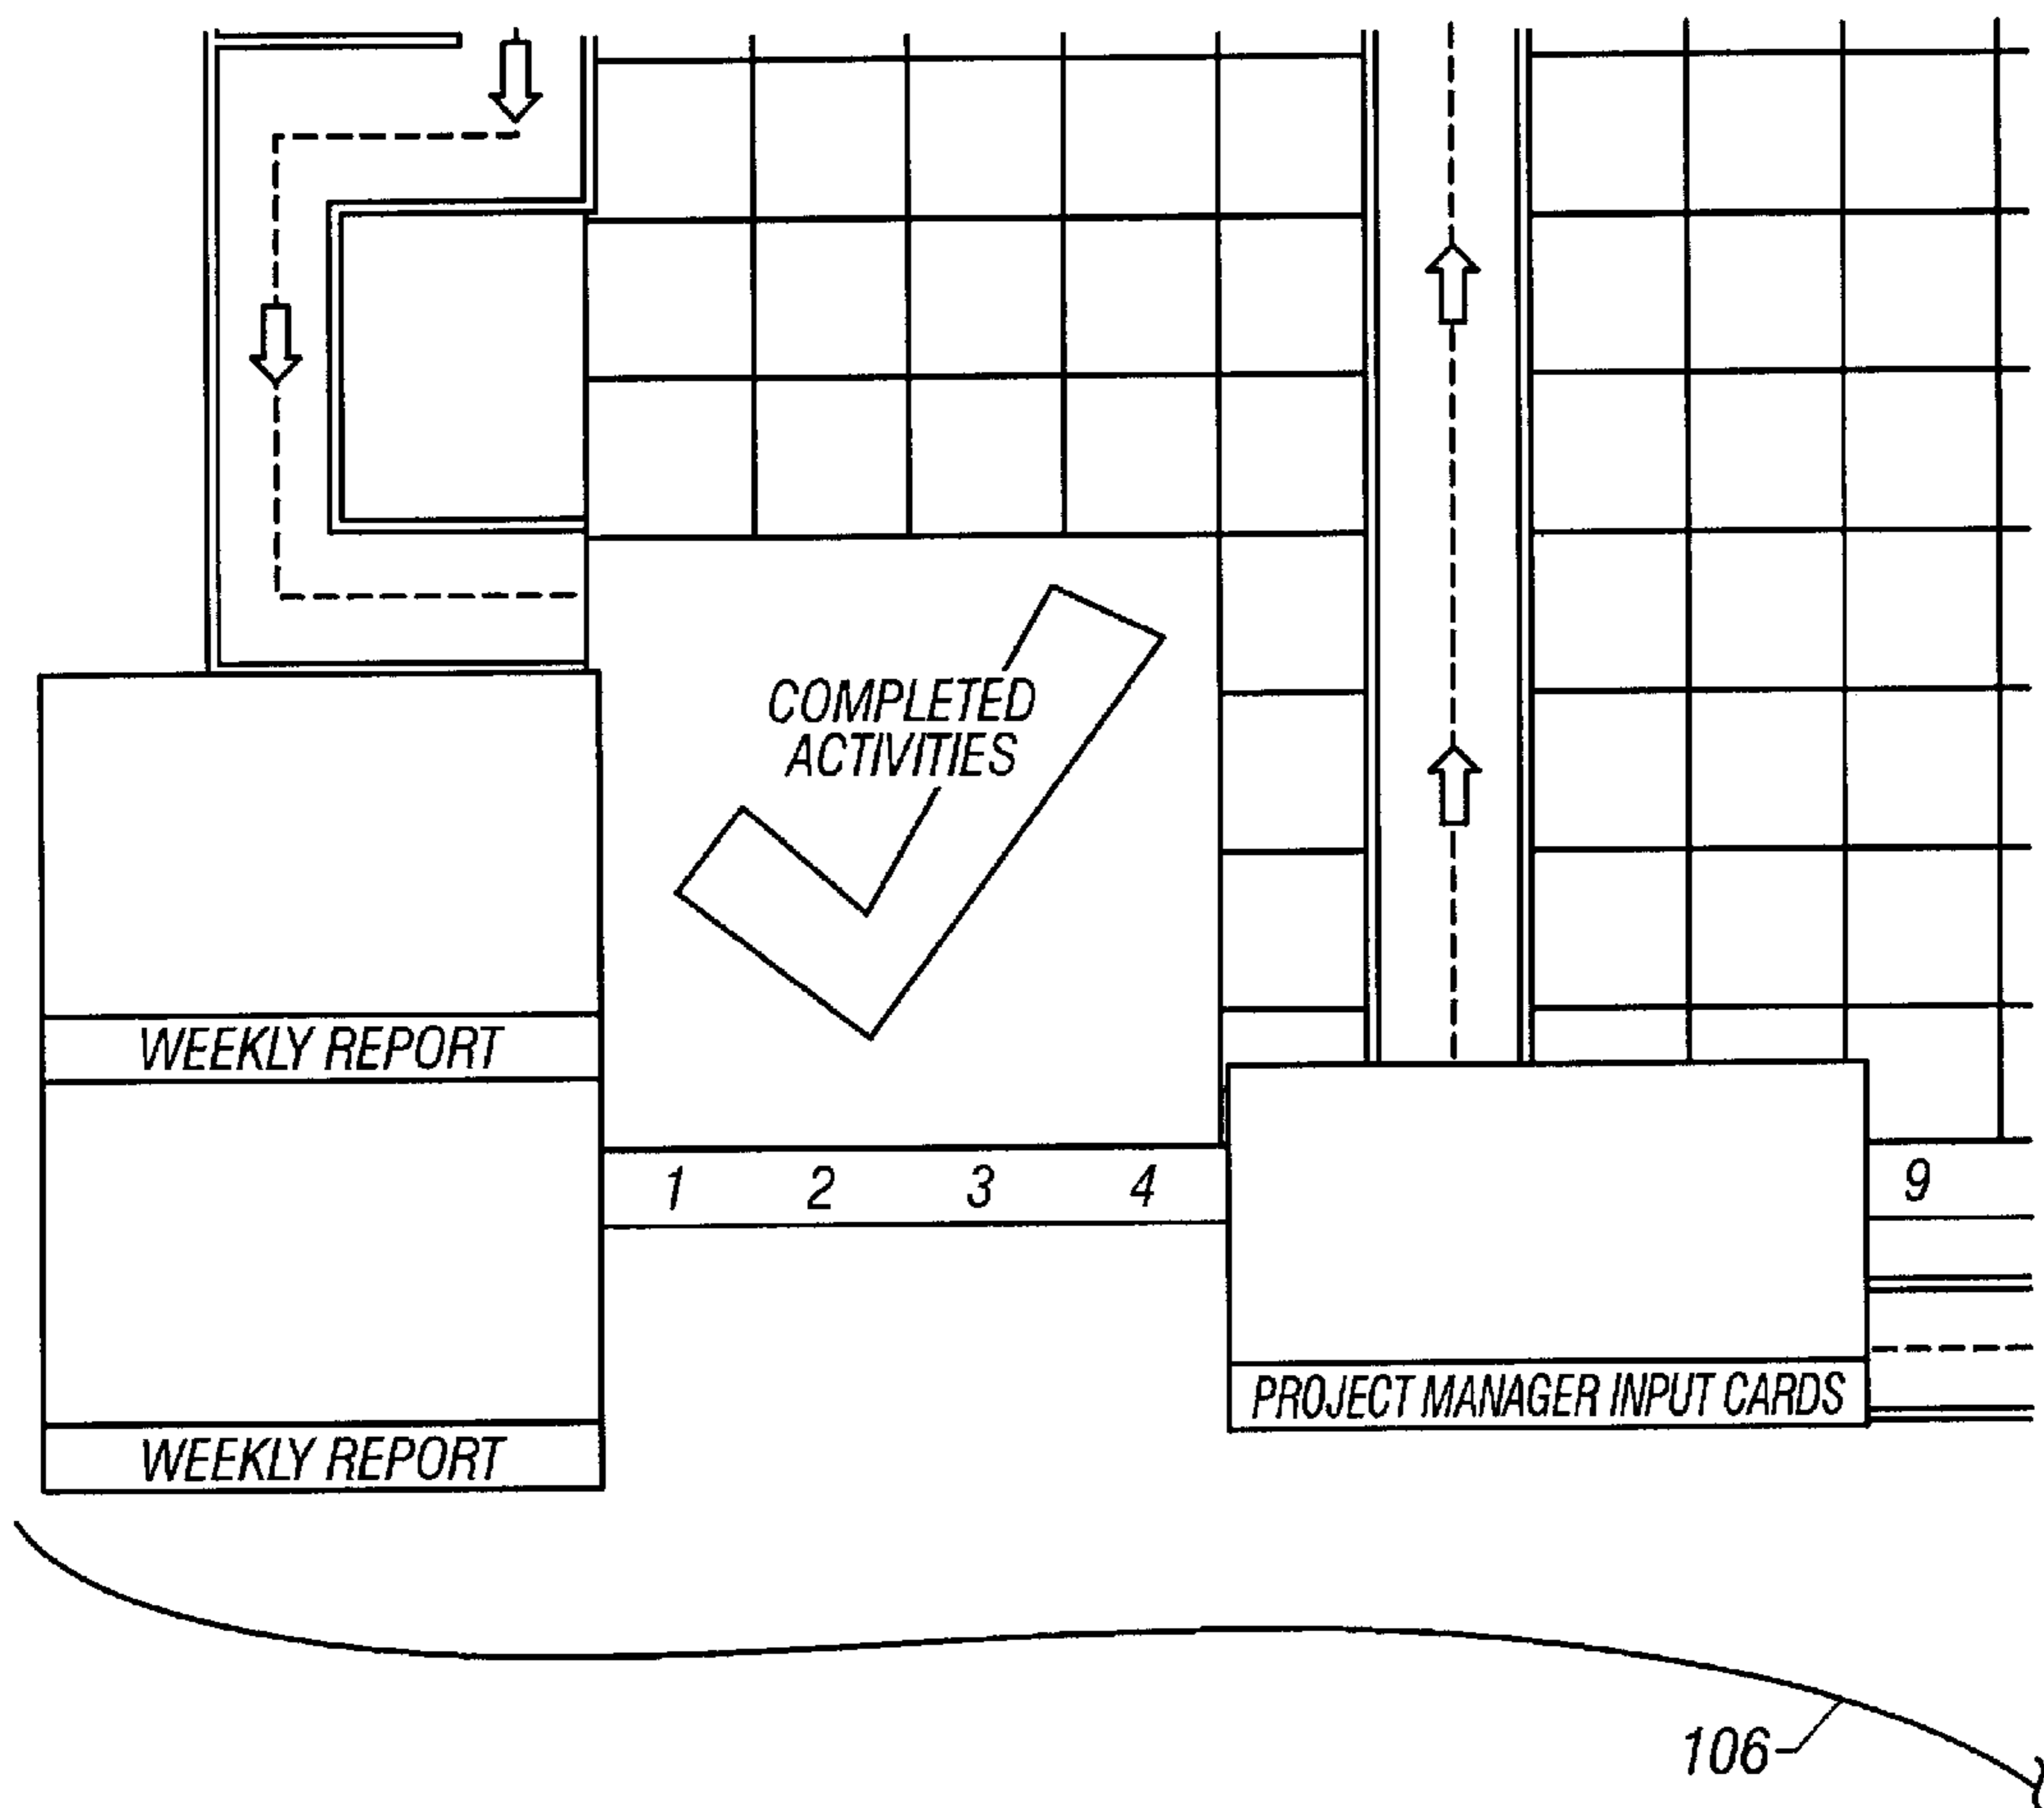 COMPLETED
ACTIVITIES
WEEKLY REPORT
1 2 3 4 9
PROJECT MANAGER INPUT CARDS
WEEKLY REPORT
106